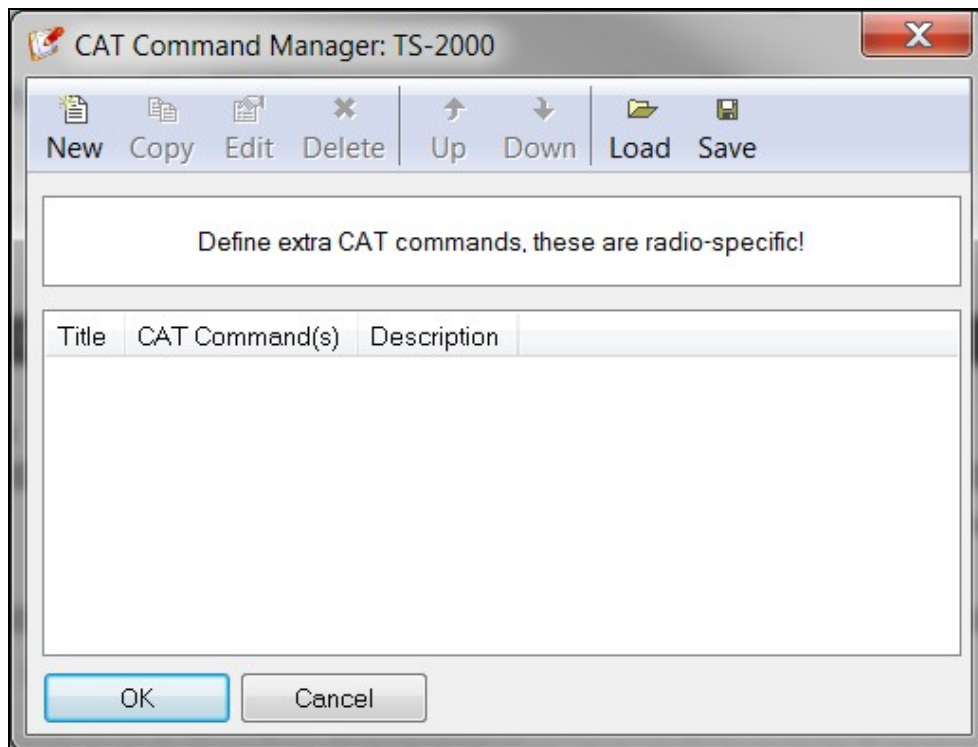 CAT Command Manager: TS-2000
New Copy Edit Delete Up Down Load Save
Define extra CAT commands, these are radio-specific!
Title CAT Command(s) Description
OK Cancel